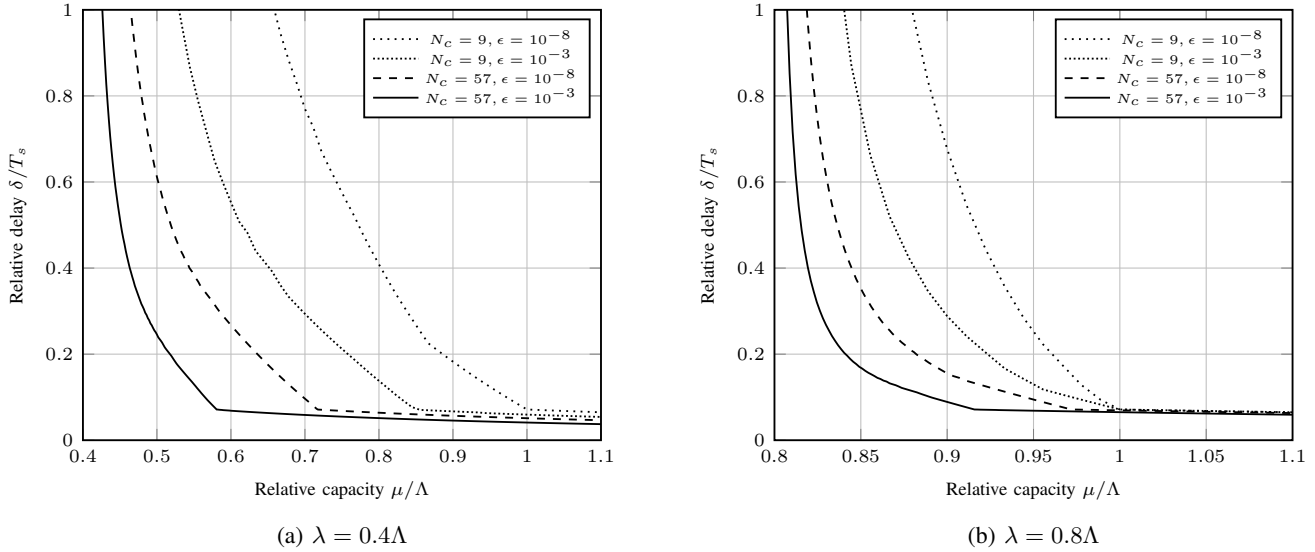 1
0.8
0.6
0.4
0.2
0
0.4 0.5 0.6 0.7 0.8 0.9 1 1.1
Relative delay δ/Tₛ
Relative capacity μ/Λ
N_c = 9, ϵ = 10⁻⁸
N_c = 9, ϵ = 10⁻³
N_c = 57, ϵ = 10⁻⁸
N_c = 57, ϵ = 10⁻³
(a) λ = 0.4Λ
1
0.8
0.6
0.4
0.2
0
0.8 0.85 0.9 0.95 1 1.05 1.1
Relative delay δ/Tₛ
Relative capacity μ/Λ
N_c = 9, ϵ = 10⁻⁸
N_c = 9, ϵ = 10⁻³
N_c = 57, ϵ = 10⁻⁸
N_c = 57, ϵ = 10⁻³
(b) λ = 0.8Λ